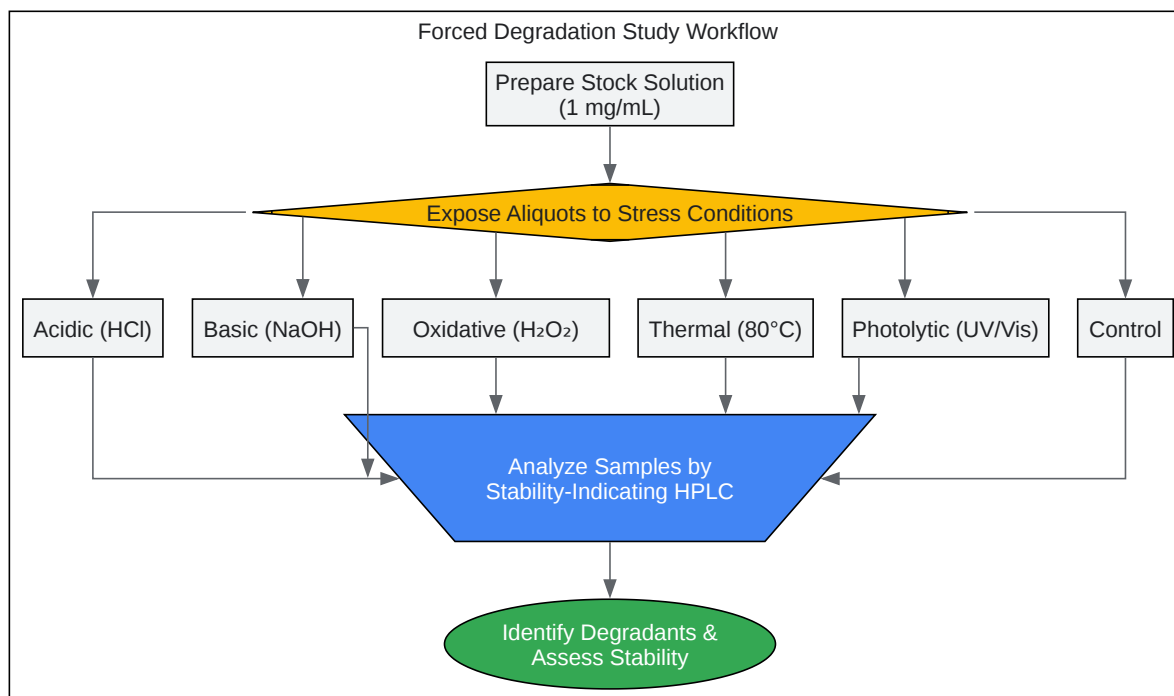 Forced Degradation Study Workflow
Prepare Stock Solution
(1 mg/mL)
Expose Aliquots to Stress Conditions
Acidic (HCl)
Basic (NaOH)
Oxidative (H₂O₂)
Thermal (80°C)
Photolytic (UV/Vis)
Control
Analyze Samples by
Stability-Indicating HPLC
Identify Degradants &
Assess Stability